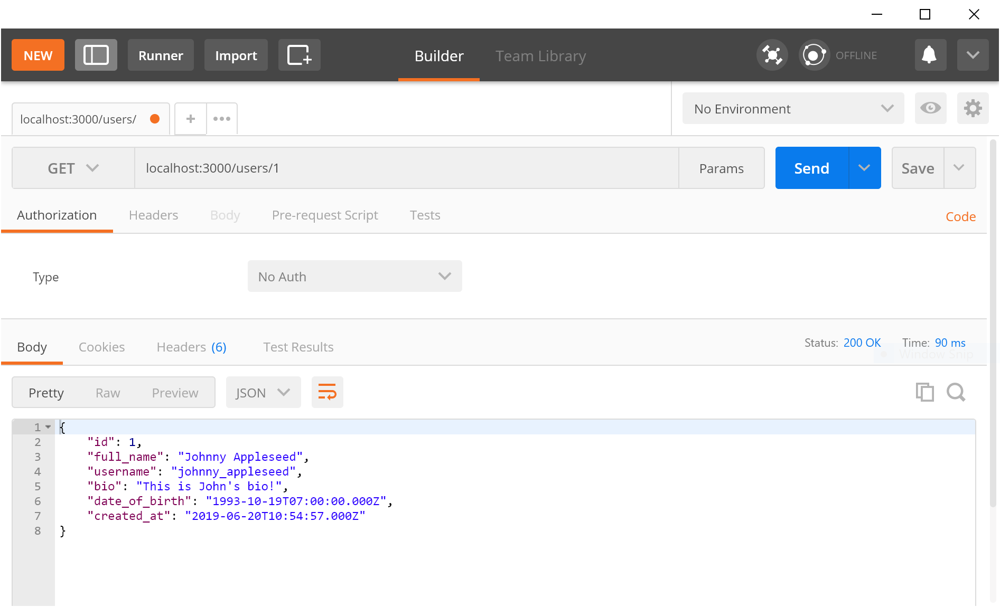 NEW Runner Import Builder Team Library OFFLINE
localhost:3000/users/ + ••• No Environment
GET localhost:3000/users/1 Params Send Save
Authorization Headers Body Pre-request Script Tests Code
Type No Auth
Body Cookies Headers (6) Test Results Status: 200 OK Time: 90 ms
Window Snip
Pretty Raw Preview JSON
1 {
2 "id": 1,
3 "full_name": "Johnny Appleseed",
4 "username": "johnny_appleseed",
5 "bio": "This is John's bio!",
6 "date_of_birth": "1993-10-19T07:00:00.000Z",
7 "created_at": "2019-06-20T10:54:57.000Z"
8 }